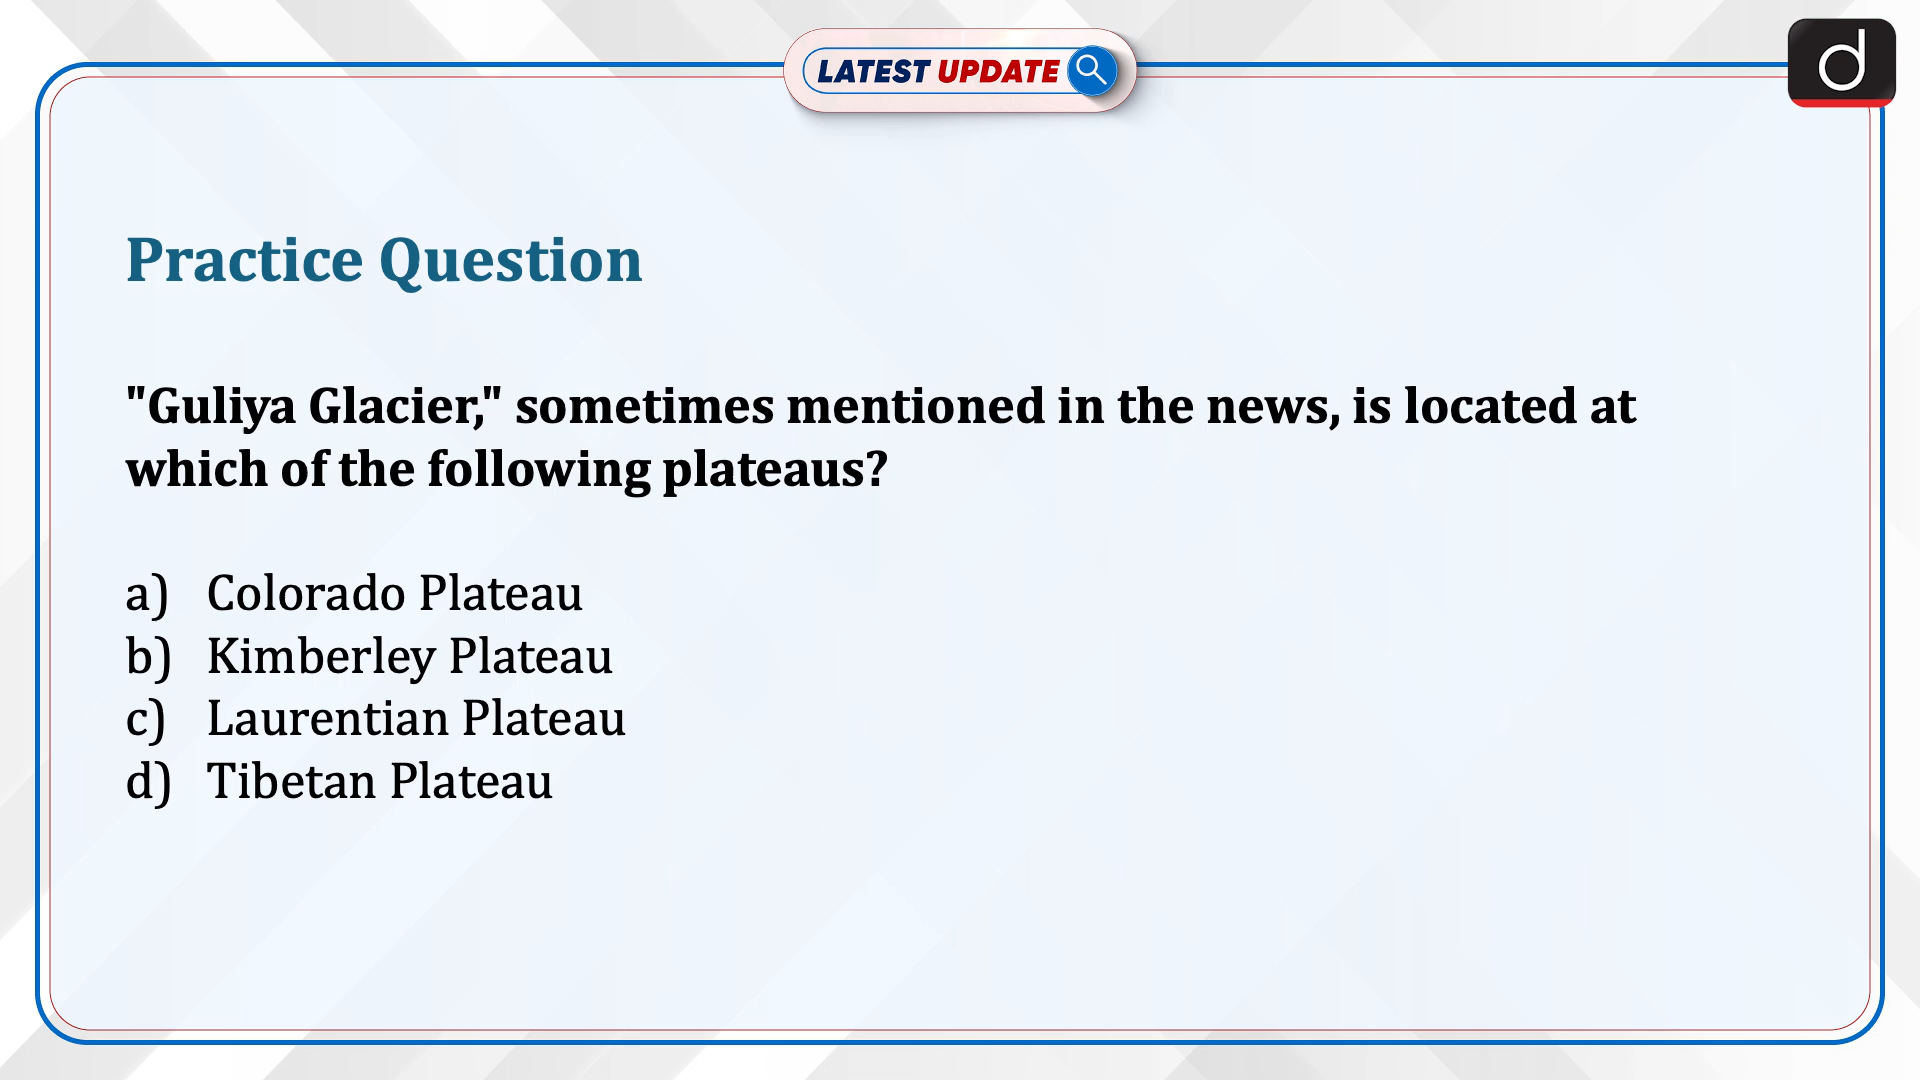 LATEST UPDATE
d
Practice Question
"Guliya Glacier," sometimes mentioned in the news, is located at
which of the following plateaus?
a) Colorado Plateau
b) Kimberley Plateau
c) Laurentian Plateau
d) Tibetan Plateau